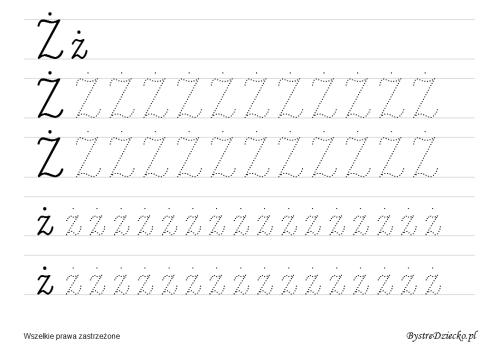 Ż ż
Ż Ż Ż Ż Ż Ż Ż Ż Ż Ż Ż Ż
Ż Ż Ż Ż Ż Ż Ż Ż Ż Ż Ż Ż
ż ż ż ż ż ż ż ż ż ż ż ż ż ż ż ż ż
ż ż ż ż ż ż ż ż ż ż ż ż ż ż ż ż ż
Wszelkie prawa zastrzeżone BystreDziecko.pl